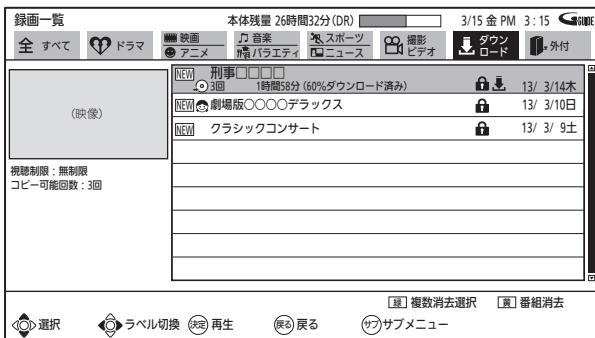 録画一覧 本体残量 26時間32分(DR) 3/15 金 PM 3：15 GGUIDE
全 すべて ドラマ 映画 アニメ 音楽 演芸/バラエティ スポーツ ニュース 撮影ビデオ ダウンロード 外付
NEW 刑事□□□□
3回 1時間58分 (60%ダウンロード済み) 13/ 3/14木
(映像)
NEW 劇場版○○○○デラックス 13/ 3/10日
NEW クラシックコンサート 13/ 3/ 9土
視聴制限：無制限
コピー可能回数：3回
緑 複数消去選択 黄 番組消去
選択 ラベル切換 決定 再生 戻る 戻る サブ サブメニュー